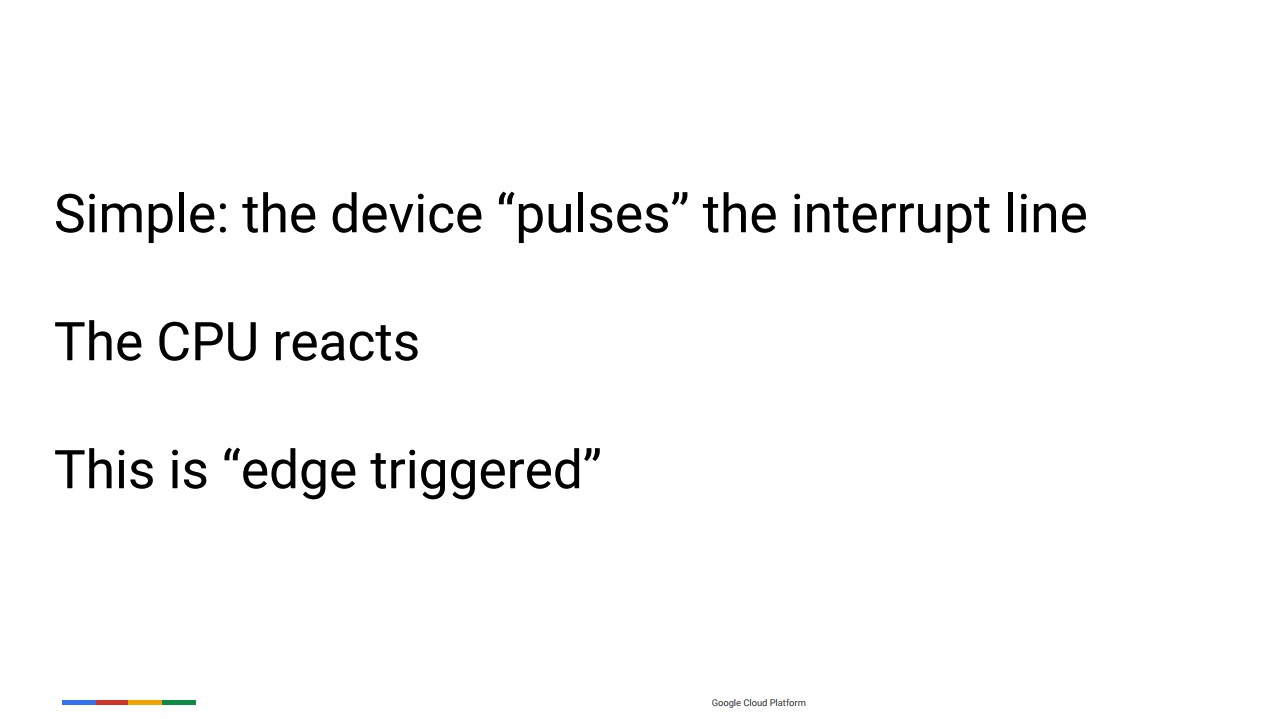 Simple: the device “pulses” the interrupt line
The CPU reacts
This is “edge triggered”
Google Cloud Platform